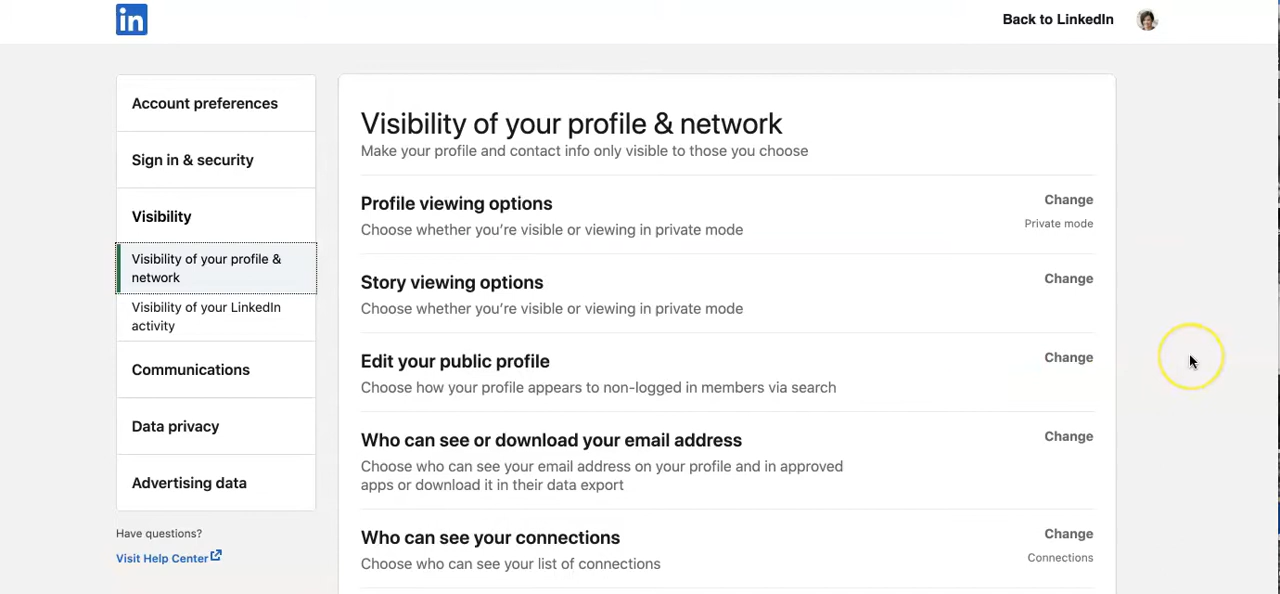 in
Back to LinkedIn
Account preferences
Sign in & security
Visibility
Visibility of your profile &
network
Visibility of your LinkedIn
activity
Communications
Data privacy
Advertising data
Have questions?
Visit Help Center
Visibility of your profile & network
Make your profile and contact info only visible to those you choose
Profile viewing options
Change
Choose whether you’re visible or viewing in private mode
Private mode
Story viewing options
Change
Choose whether you’re visible or viewing in private mode
Edit your public profile
Change
Choose how your profile appears to non-logged in members via search
Who can see or download your email address
Change
Choose who can see your email address on your profile and in approved
apps or download it in their data export
Who can see your connections
Change
Choose who can see your list of connections
Connections